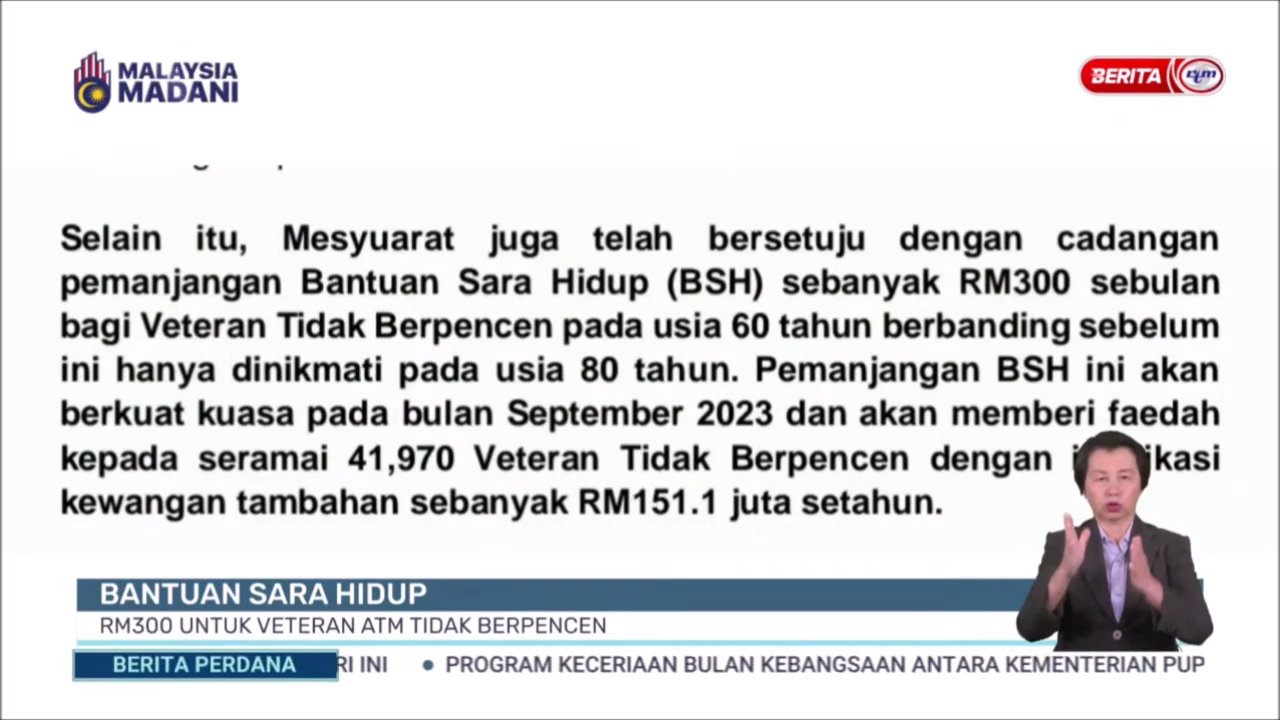 MALAYSIA
MADANI
BERITA rtm
Selain itu, Mesyuarat juga telah bersetuju dengan cadangan
pemanjangan Bantuan Sara Hidup (BSH) sebanyak RM300 sebulan
bagi Veteran Tidak Berpencen pada usia 60 tahun berbanding sebelum
ini hanya dinikmati pada usia 80 tahun. Pemanjangan BSH ini akan
berkuat kuasa pada bulan September 2023 dan akan memberi faedah
kepada seramai 41,970 Veteran Tidak Berpencen dengan
kewangan tambahan sebanyak RM151.1 juta setahun.
BANTUAN SARA HIDUP
RM300 UNTUK VETERAN ATM TIDAK BERPENCEN
BERITA PERDANA RI INI • PROGRAM KECERIAAN BULAN KEBANGSAAN ANTARA KEMENTERIAN PUP